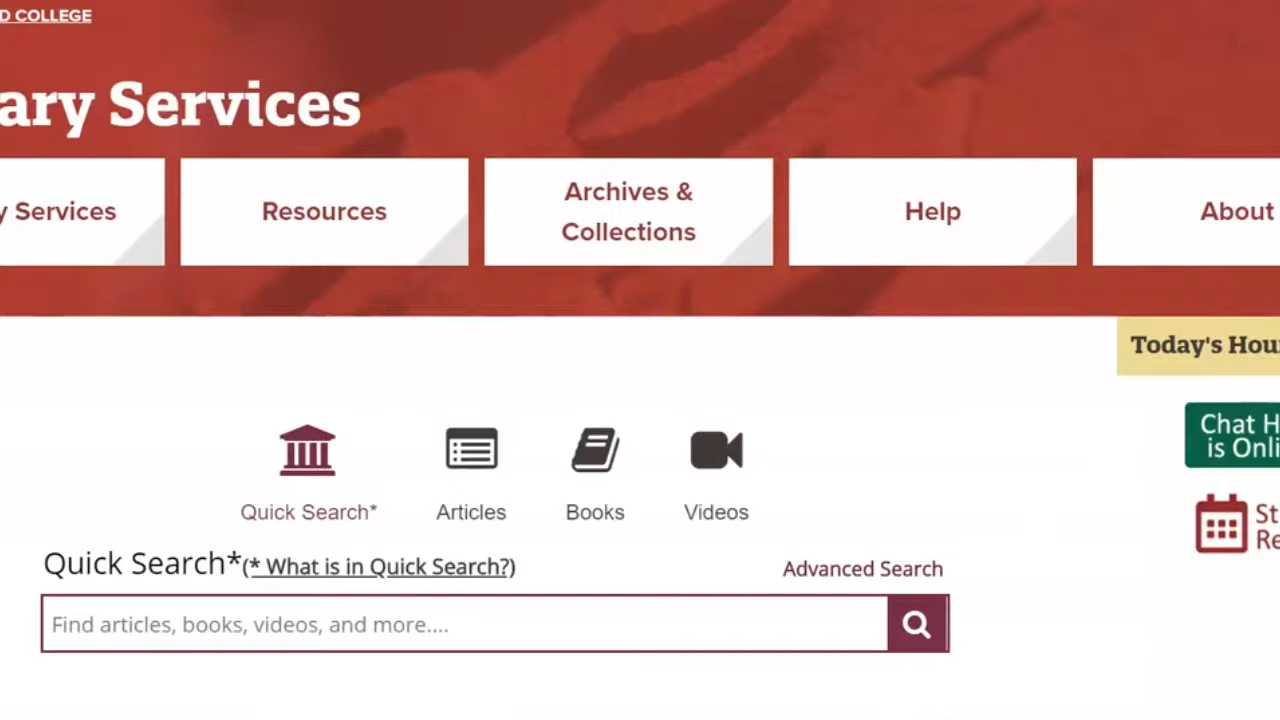 D COLLEGE
ary Services
y Services
Resources
Archives &
Collections
Help
About
Today's Hou
Quick Search*
Articles
Books
Videos
Chat H
is Onli
St
Re
Quick Search*(* What is in Quick Search?)
Advanced Search
Find articles, books, videos, and more....